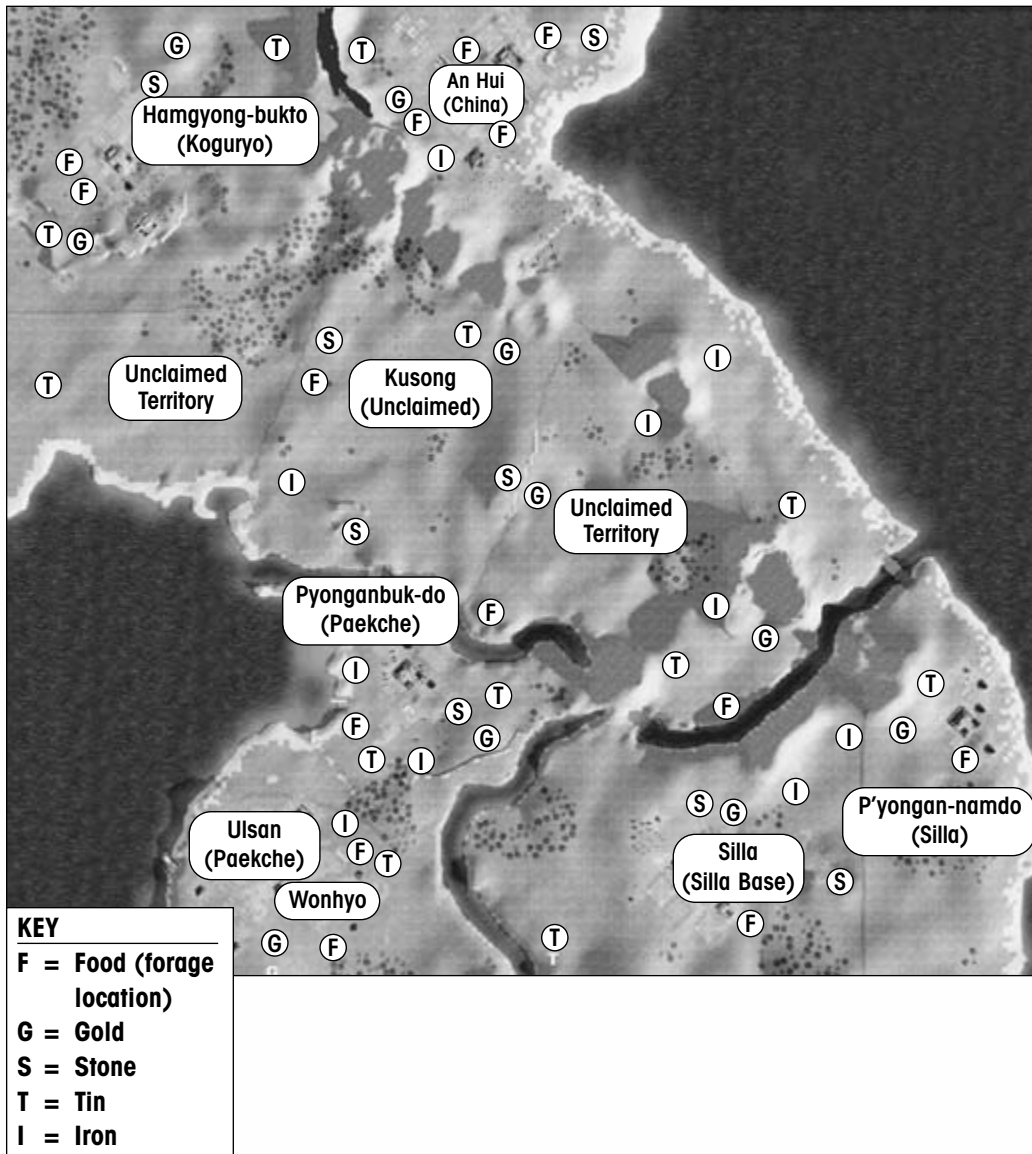 G
T
T
F
F
S
S
Hamgyong-bukto
(Koguryo)
G
F
An Hui
(China)
F
I
F
F
T
G
S
T
G
I
T
Unclaimed
Territory
F
Kusong
(Unclaimed)
I
I
S
G
Unclaimed
Territory
T
S
Pyonganbuk-do
(Paekche)
F
I
G
I
T
T
S
T
F
G
F
T
I
I
G
F
S
G
I
P'yongan-namdo
(Silla)
Ulsan
(Paekche)
I
F
T
Silla
(Silla Base)
S
Wonhyo
G
F
T
F
KEY
F = Food (forage
location)
G = Gold
S = Stone
T = Tin
I = Iron